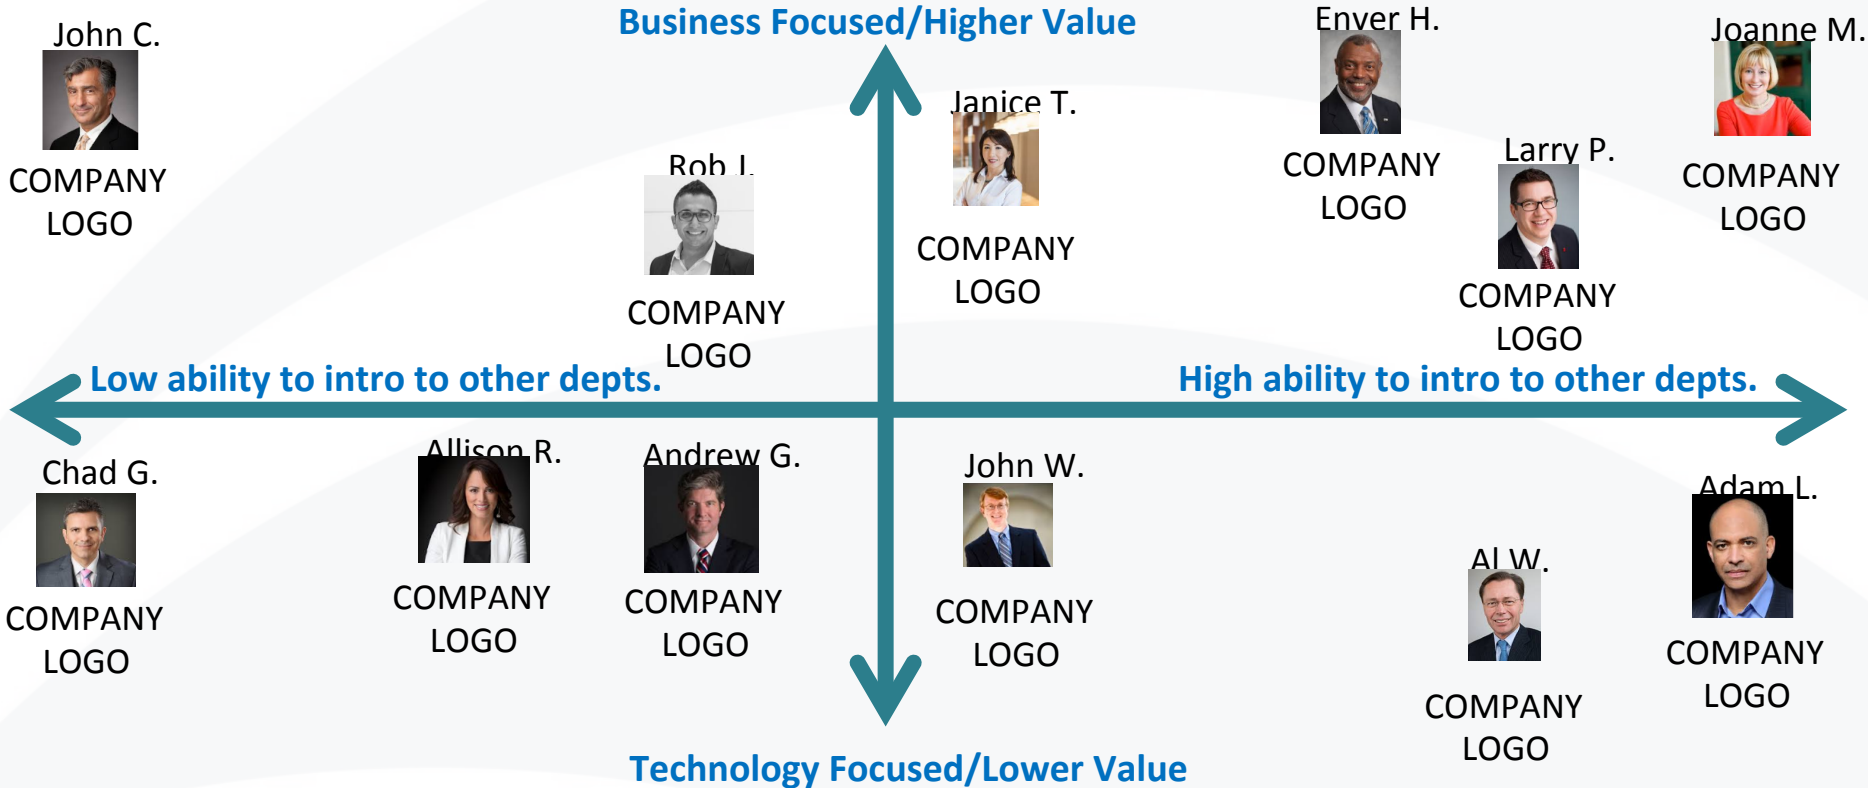 Business Focused/Higher Value
John C.
COMPANY
LOGO
Rob J.
COMPANY
LOGO
Janice T.
COMPANY
LOGO
Enver H.
COMPANY
LOGO
Larry P.
COMPANY
LOGO
Joanne M.
COMPANY
LOGO
Low ability to intro to other depts.
High ability to intro to other depts.
Chad G.
COMPANY
LOGO
Allison R.
COMPANY
LOGO
Andrew G.
COMPANY
LOGO
John W.
COMPANY
LOGO
Al W.
COMPANY
LOGO
Adam L.
COMPANY
LOGO
Technology Focused/Lower Value